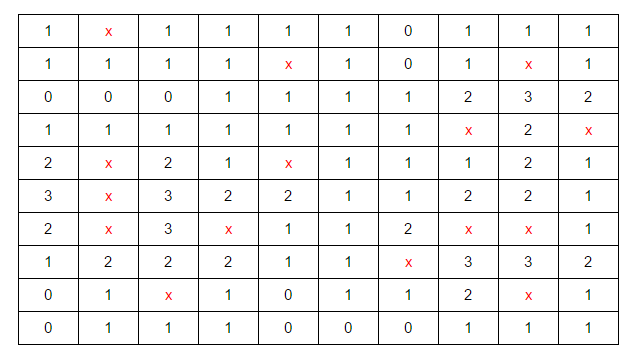 1 x 1 1 1 1 0 1 1 1
1 1 1 1 x 1 0 1 x 1
0 0 0 1 1 1 1 2 3 2
1 1 1 1 1 1 1 x 2 x
2 x 2 1 x 1 1 1 2 1
3 x 3 2 2 1 1 2 2 1
2 x 3 x 1 1 2 x x 1
1 2 2 2 1 1 x 3 3 2
0 1 x 1 0 1 1 2 x 1
0 1 1 1 0 0 0 1 1 1